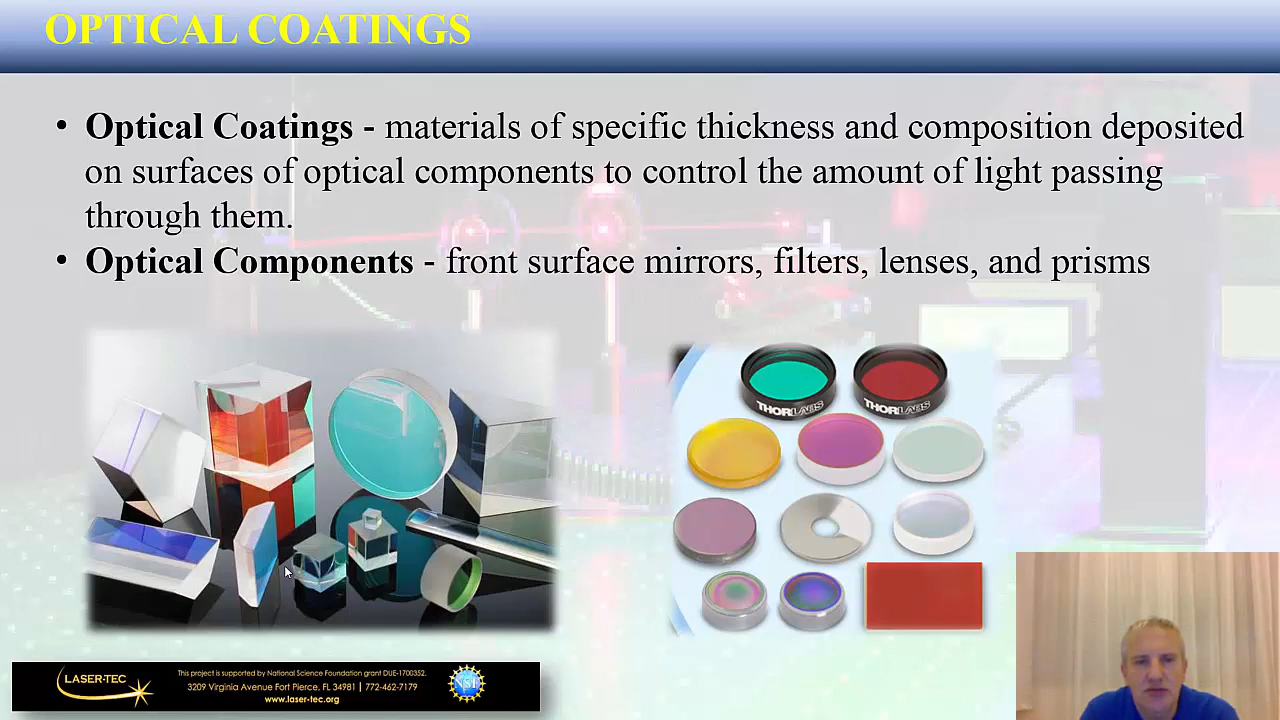 OPTICAL COATINGS
• Optical Coatings - materials of specific thickness and composition deposited
on surfaces of optical components to control the amount of light passing
through them.
• Optical Components - front surface mirrors, filters, lenses, and prisms
THORLABS THORLABS
LASER-TEC
This project is supported by National Science Foundation grant DUE-1700352.
3209 Virginia Avenue Fort Pierce, FL 34981 | 772-462-7179
www.laser-tec.org
NSF